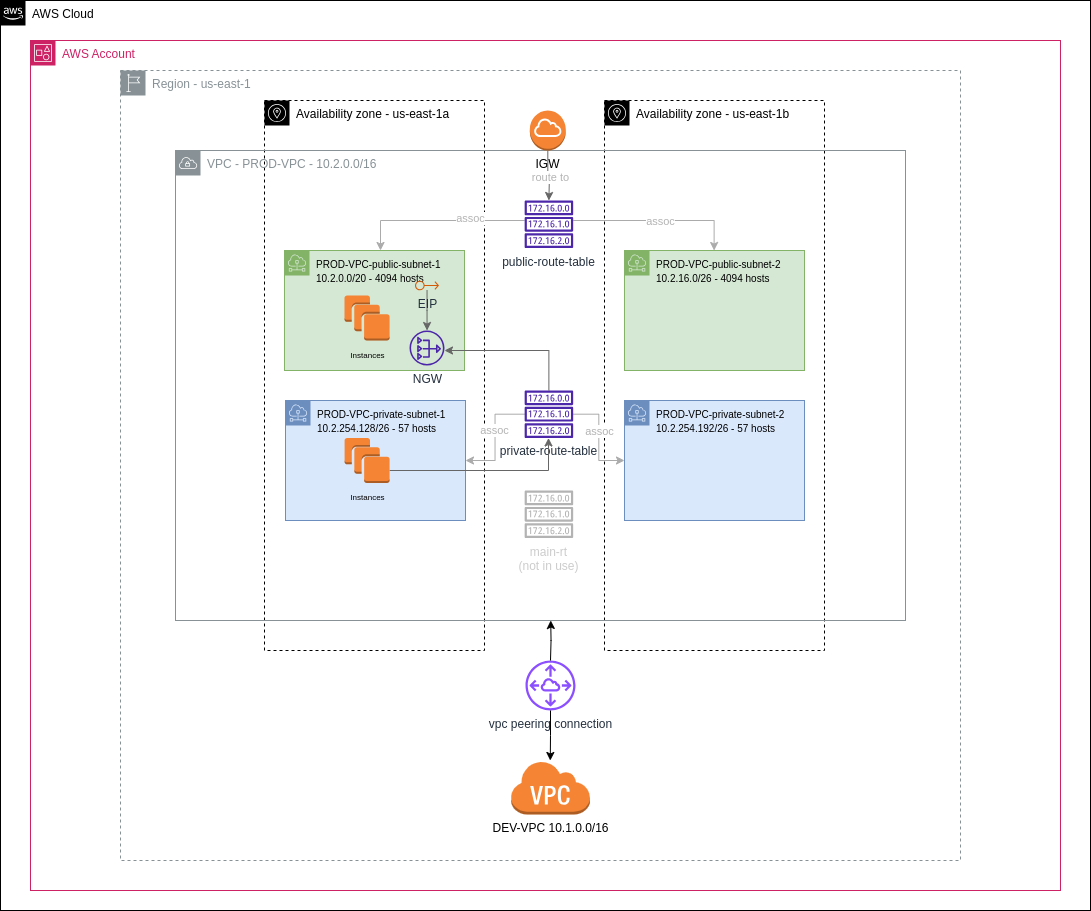 aws
AWS Cloud
AWS Account
Region - us-east-1
Availability zone - us-east-1a
Availability zone - us-east-1b
VPC - PROD-VPC - 10.2.0.0/16
IGW
route to
172.16.0.0
172.16.1.0
172.16.2.0
assoc
assoc
public-route-table
PROD-VPC-public-subnet-1
10.2.0.0/20 - 4094 hosts
EIP
Instances
NGW
PROD-VPC-public-subnet-2
10.2.16.0/26 - 4094 hosts
172.16.0.0
172.16.1.0
172.16.2.0
assoc
assoc
private-route-table
PROD-VPC-private-subnet-1
10.2.254.128/26 - 57 hosts
Instances
PROD-VPC-private-subnet-2
10.2.254.192/26 - 57 hosts
172.16.0.0
172.16.1.0
172.16.2.0
main-rt
(not in use)
vpc peering connection
VPC
DEV-VPC 10.1.0.0/16